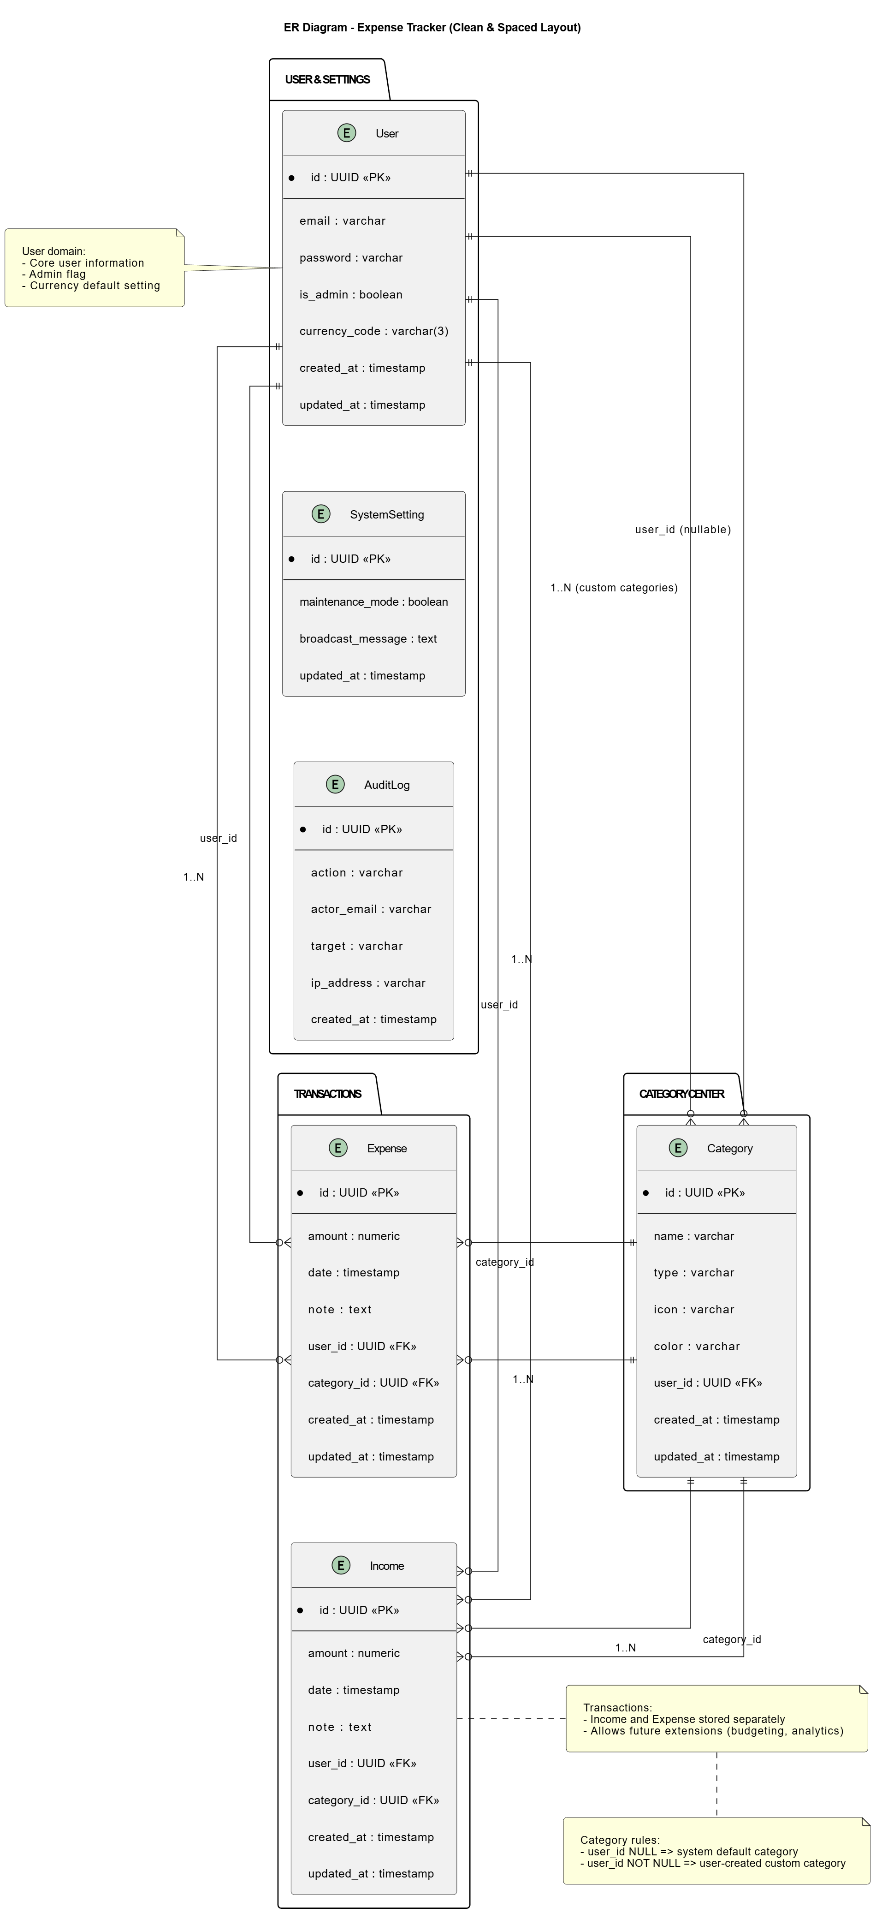 ER Diagram - Expense Tracker (Clean & Spaced Layout)
USER & SETTINGS
E User
id : UUID «PK»
email : varchar
password : varchar
is_admin : boolean
currency_code : varchar(3)
created_at : timestamp
updated_at : timestamp
User domain:
- Core user information
- Admin flag
- Currency default setting
E SystemSetting
id : UUID «PK»
maintenance_mode : boolean
broadcast_message : text
updated_at : timestamp
user_id (nullable)
1..N (custom categories)
E AuditLog
id : UUID «PK»
action : varchar
actor_email : varchar
target : varchar
ip_address : varchar
created_at : timestamp
user_id
1..N
1..N
user_id
TRANSACTIONS
E Expense
id : UUID «PK»
amount : numeric
date : timestamp
note : text
user_id : UUID «FK»
category_id : UUID «FK»
created_at : timestamp
updated_at : timestamp
category_id
1..N
CATEGORY CENTER
E Category
id : UUID «PK»
name : varchar
type : varchar
icon : varchar
color : varchar
user_id : UUID «FK»
created_at : timestamp
updated_at : timestamp
E Income
id : UUID «PK»
amount : numeric
date : timestamp
note : text
user_id : UUID «FK»
category_id : UUID «FK»
created_at : timestamp
updated_at : timestamp
category_id
1..N
Transactions:
- Income and Expense stored separately
- Allows future extensions (budgeting, analytics)
Category rules:
- user_id NULL => system default category
- user_id NOT NULL => user-created custom category